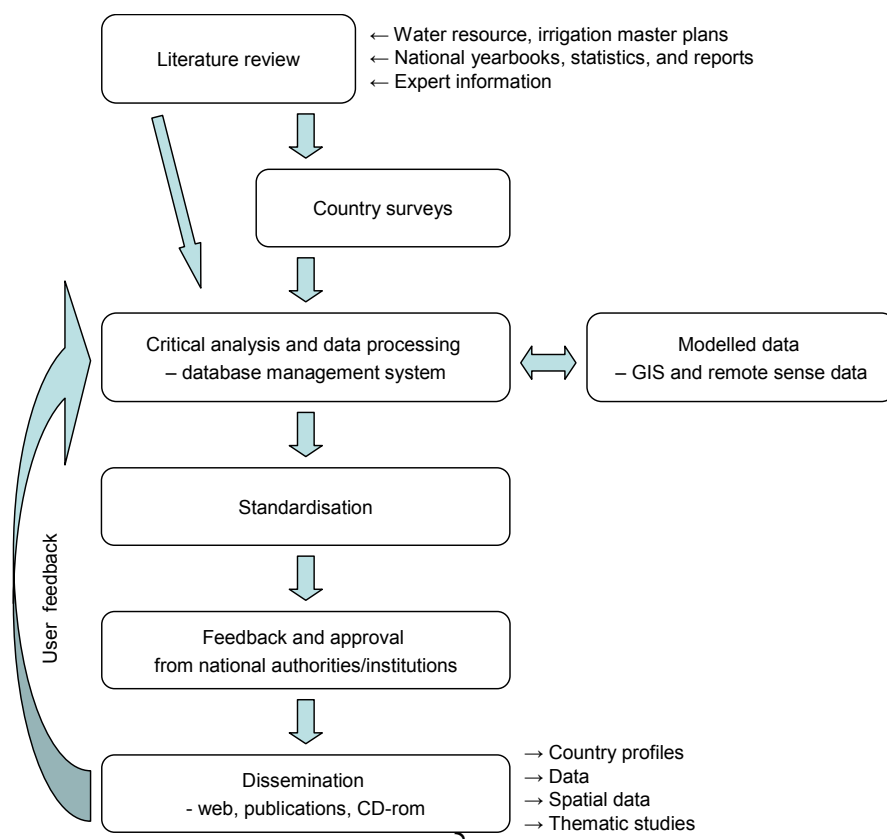 Literature review
← Water resource, irrigation master plans
← National yearbooks, statistics, and reports
← Expert information
Country surveys
Critical analysis and data processing
– database management system
Modelled data
– GIS and remote sense data
Standardisation
User feedback
Feedback and approval
from national authorities/institutions
Dissemination
- web, publications, CD-rom
→ Country profiles
→ Data
→ Spatial data
→ Thematic studies